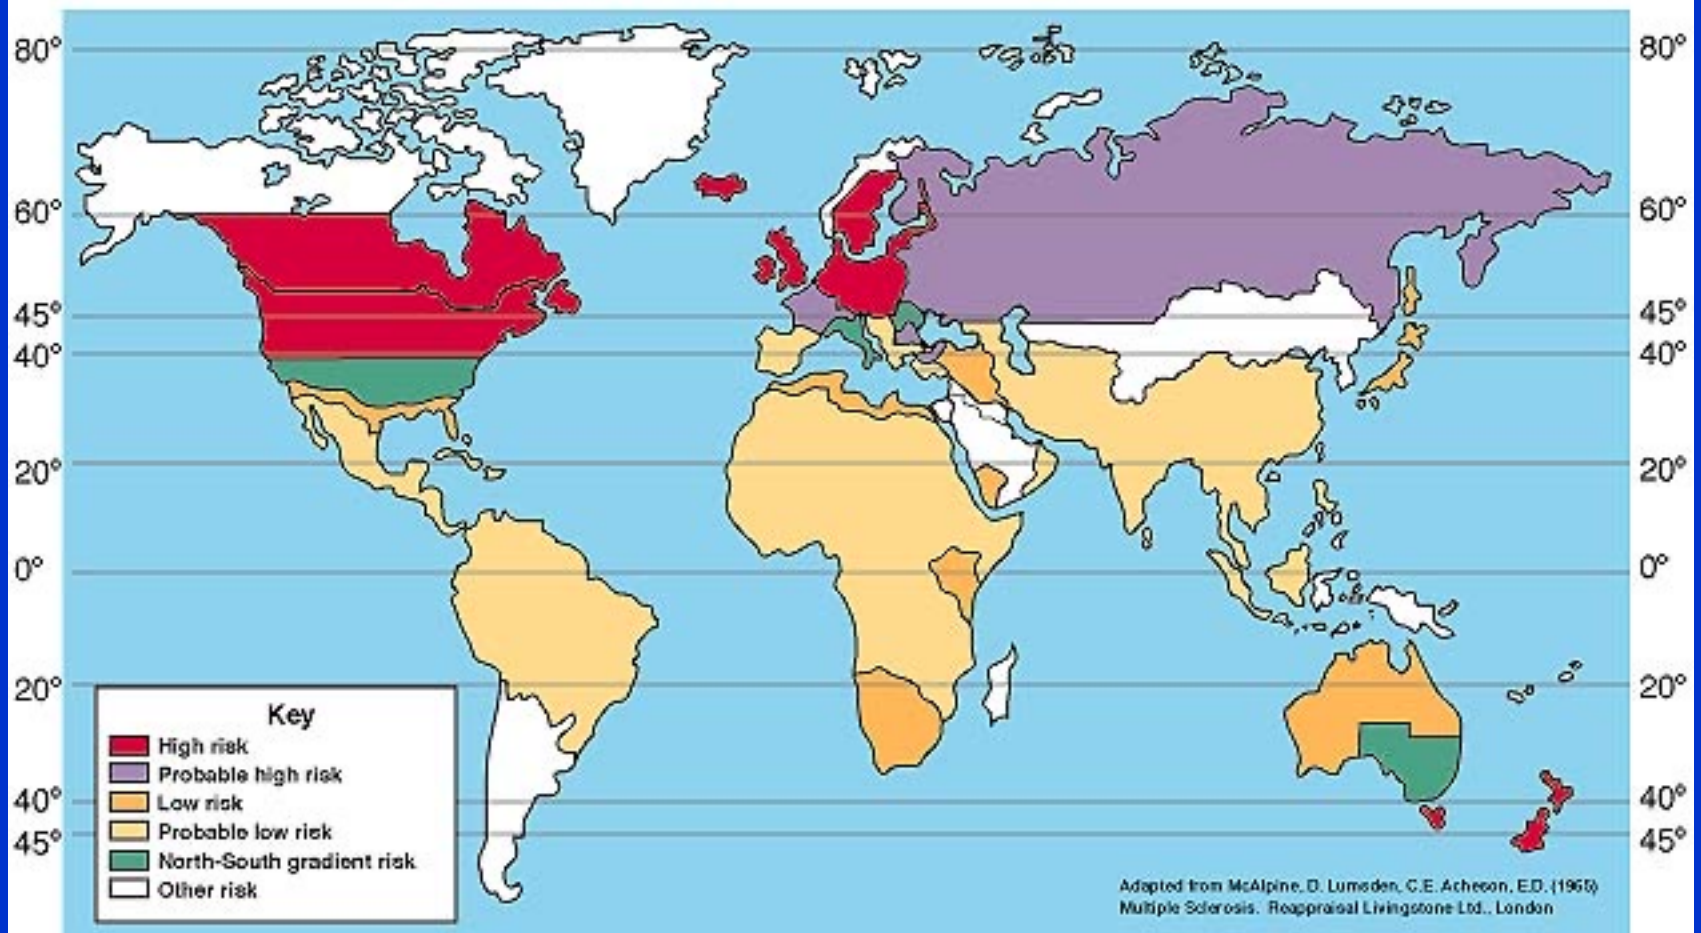 80°
60°
45°
40°
20°
0°
20°
40°
45°
80°
60°
45°
40°
20°
0°
20°
40°
45°
Key
High risk
Probable high risk
Low risk
Probable low risk
North-South gradient risk
Other risk
Adapted from McAlpine, D. Lumsden, C.E. Acheson, E.D. (1965)
Multiple Sclerosis. Reappraisal Livingstone Ltd., London